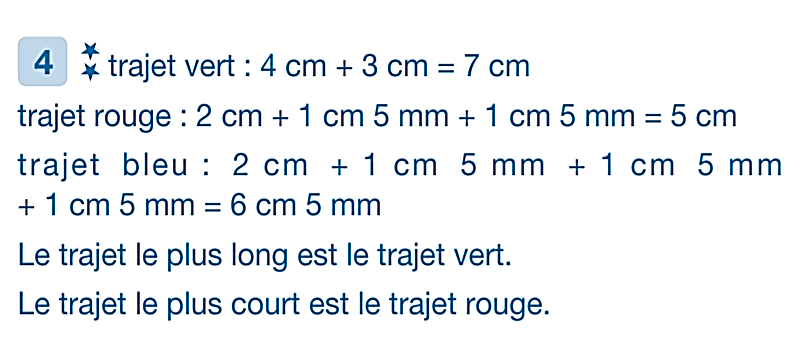 4 ★★ trajet vert : 4 cm + 3 cm = 7 cm
trajet rouge : 2 cm + 1 cm 5 mm + 1 cm 5 mm = 5 cm
trajet bleu : 2 cm + 1 cm 5 mm + 1 cm 5 mm
+ 1 cm 5 mm = 6 cm 5 mm
Le trajet le plus long est le trajet vert.
Le trajet le plus court est le trajet rouge.